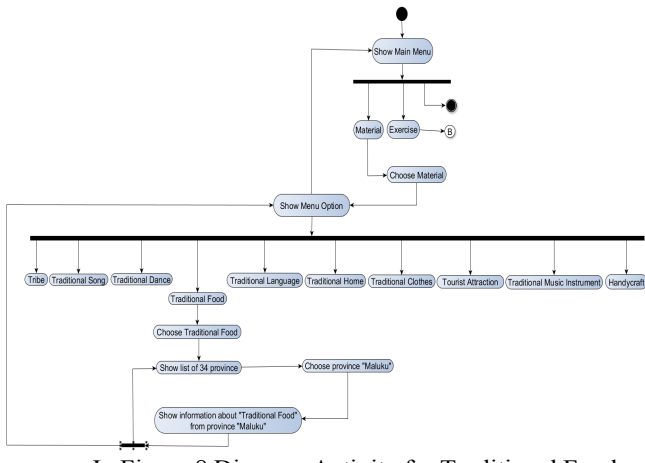 Show Main Menu
Material
Exercise
B
Choose Material
Show Menu Option
Tribe
Traditional Song
Traditional Dance
Traditional Food
Traditional Language
Traditional Home
Traditional Clothes
Tourist Attraction
Traditional Music Instrument
Handycraft
Choose Traditional Food
Show list of 34 province
Choose province "Maluku"
Show information about "Traditional Food"
from province "Maluku"